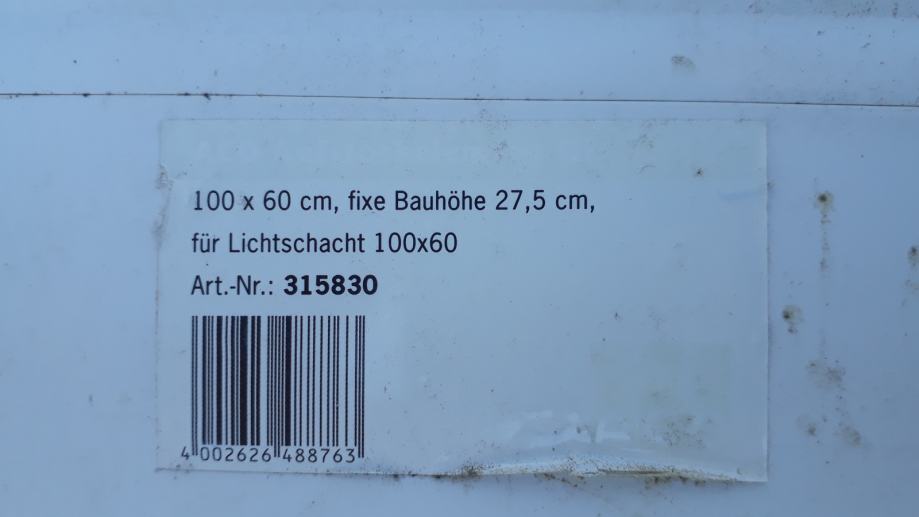 100 x 60 cm, fixe Bauhöhe 27,5 cm,
für Lichtschacht 100x60
Art.-Nr.: 315830
4 002626 488763